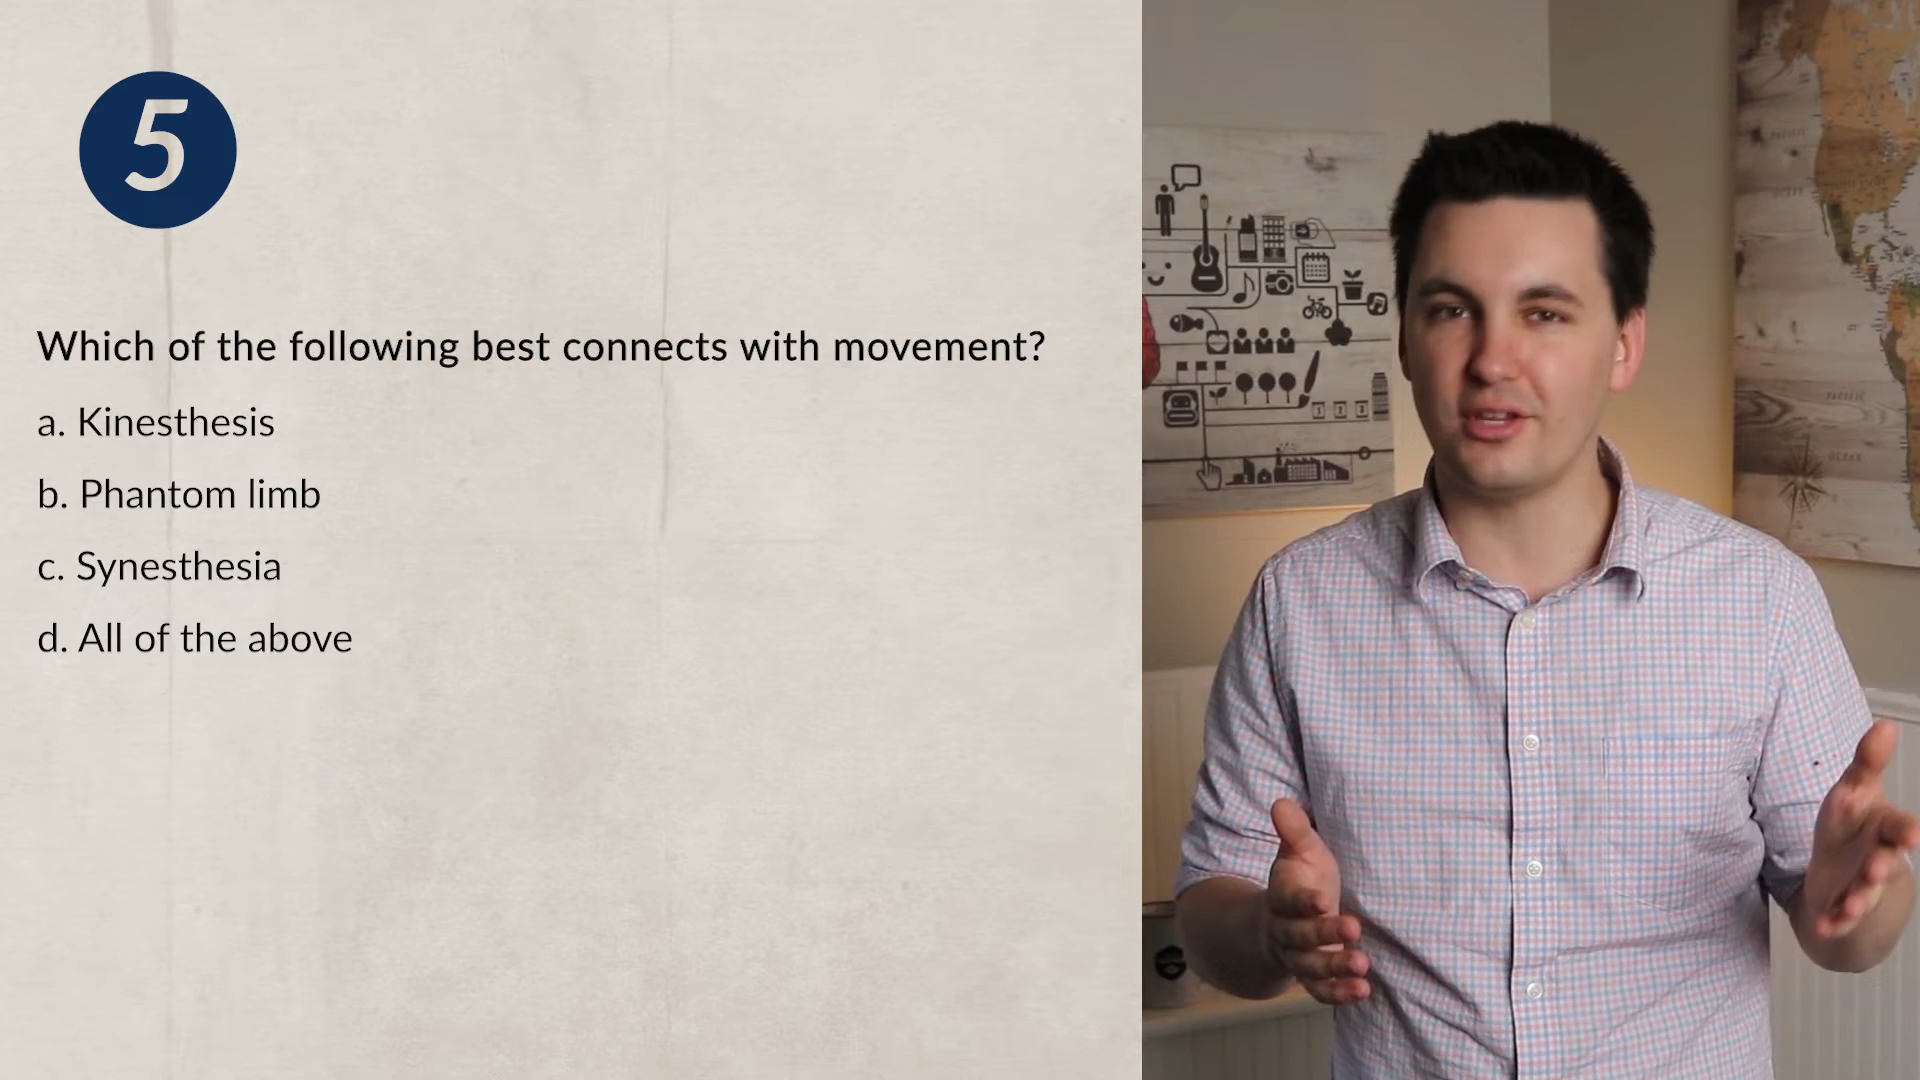 5
Which of the following best connects with movement?
a. Kinesthesis
b. Phantom limb
c. Synesthesia
d. All of the above